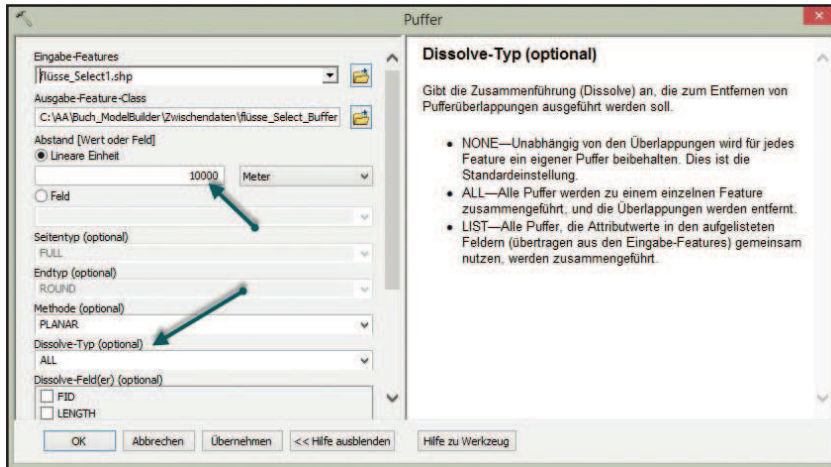 Puffer
Eingabe-Features
flüsse_Select1.shp
Ausgabe-Feature-Class
C:\AA\Buch_ModelBuilder\Zwischendaten\flüsse_Select_Buffer
Abstand [Wert oder Feld]
Lineare Einheit
10000 Meter
Feld
Seitentyp (optional)
FULL
Endtyp (optional)
ROUND
Methode (optional)
PLANAR
Dissolve-Typ (optional)
ALL
Dissolve-Feld(er) (optional)
FID
LENGTH
OK Abbrechen Übernehmen << Hilfe ausblenden Hilfe zu Werkzeug
Dissolve-Typ (optional)
Gibt die Zusammenführung (Dissolve) an, die zum Entfernen von
Pufferüberlappungen ausgeführt werden soll.
• NONE—Unabhängig von den Überlappungen wird für jedes
Feature ein eigener Puffer beibehalten. Dies ist die
Standardeinstellung.
• ALL—Alle Puffer werden zu einem einzelnen Feature
zusammengeführt, und die Überlappungen werden entfernt.
• LIST—Alle Puffer, die Attributwerte in den aufgelisteten
Feldern (übertragen aus den Eingabe-Features) gemeinsam
nutzen, werden zusammengeführt.